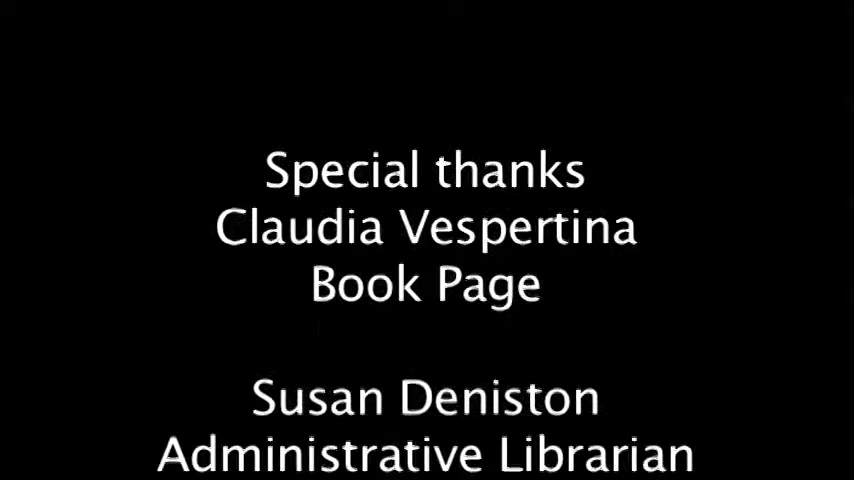 Special thanks
Claudia Vespertina
Book Page
Susan Deniston
Administrative Librarian